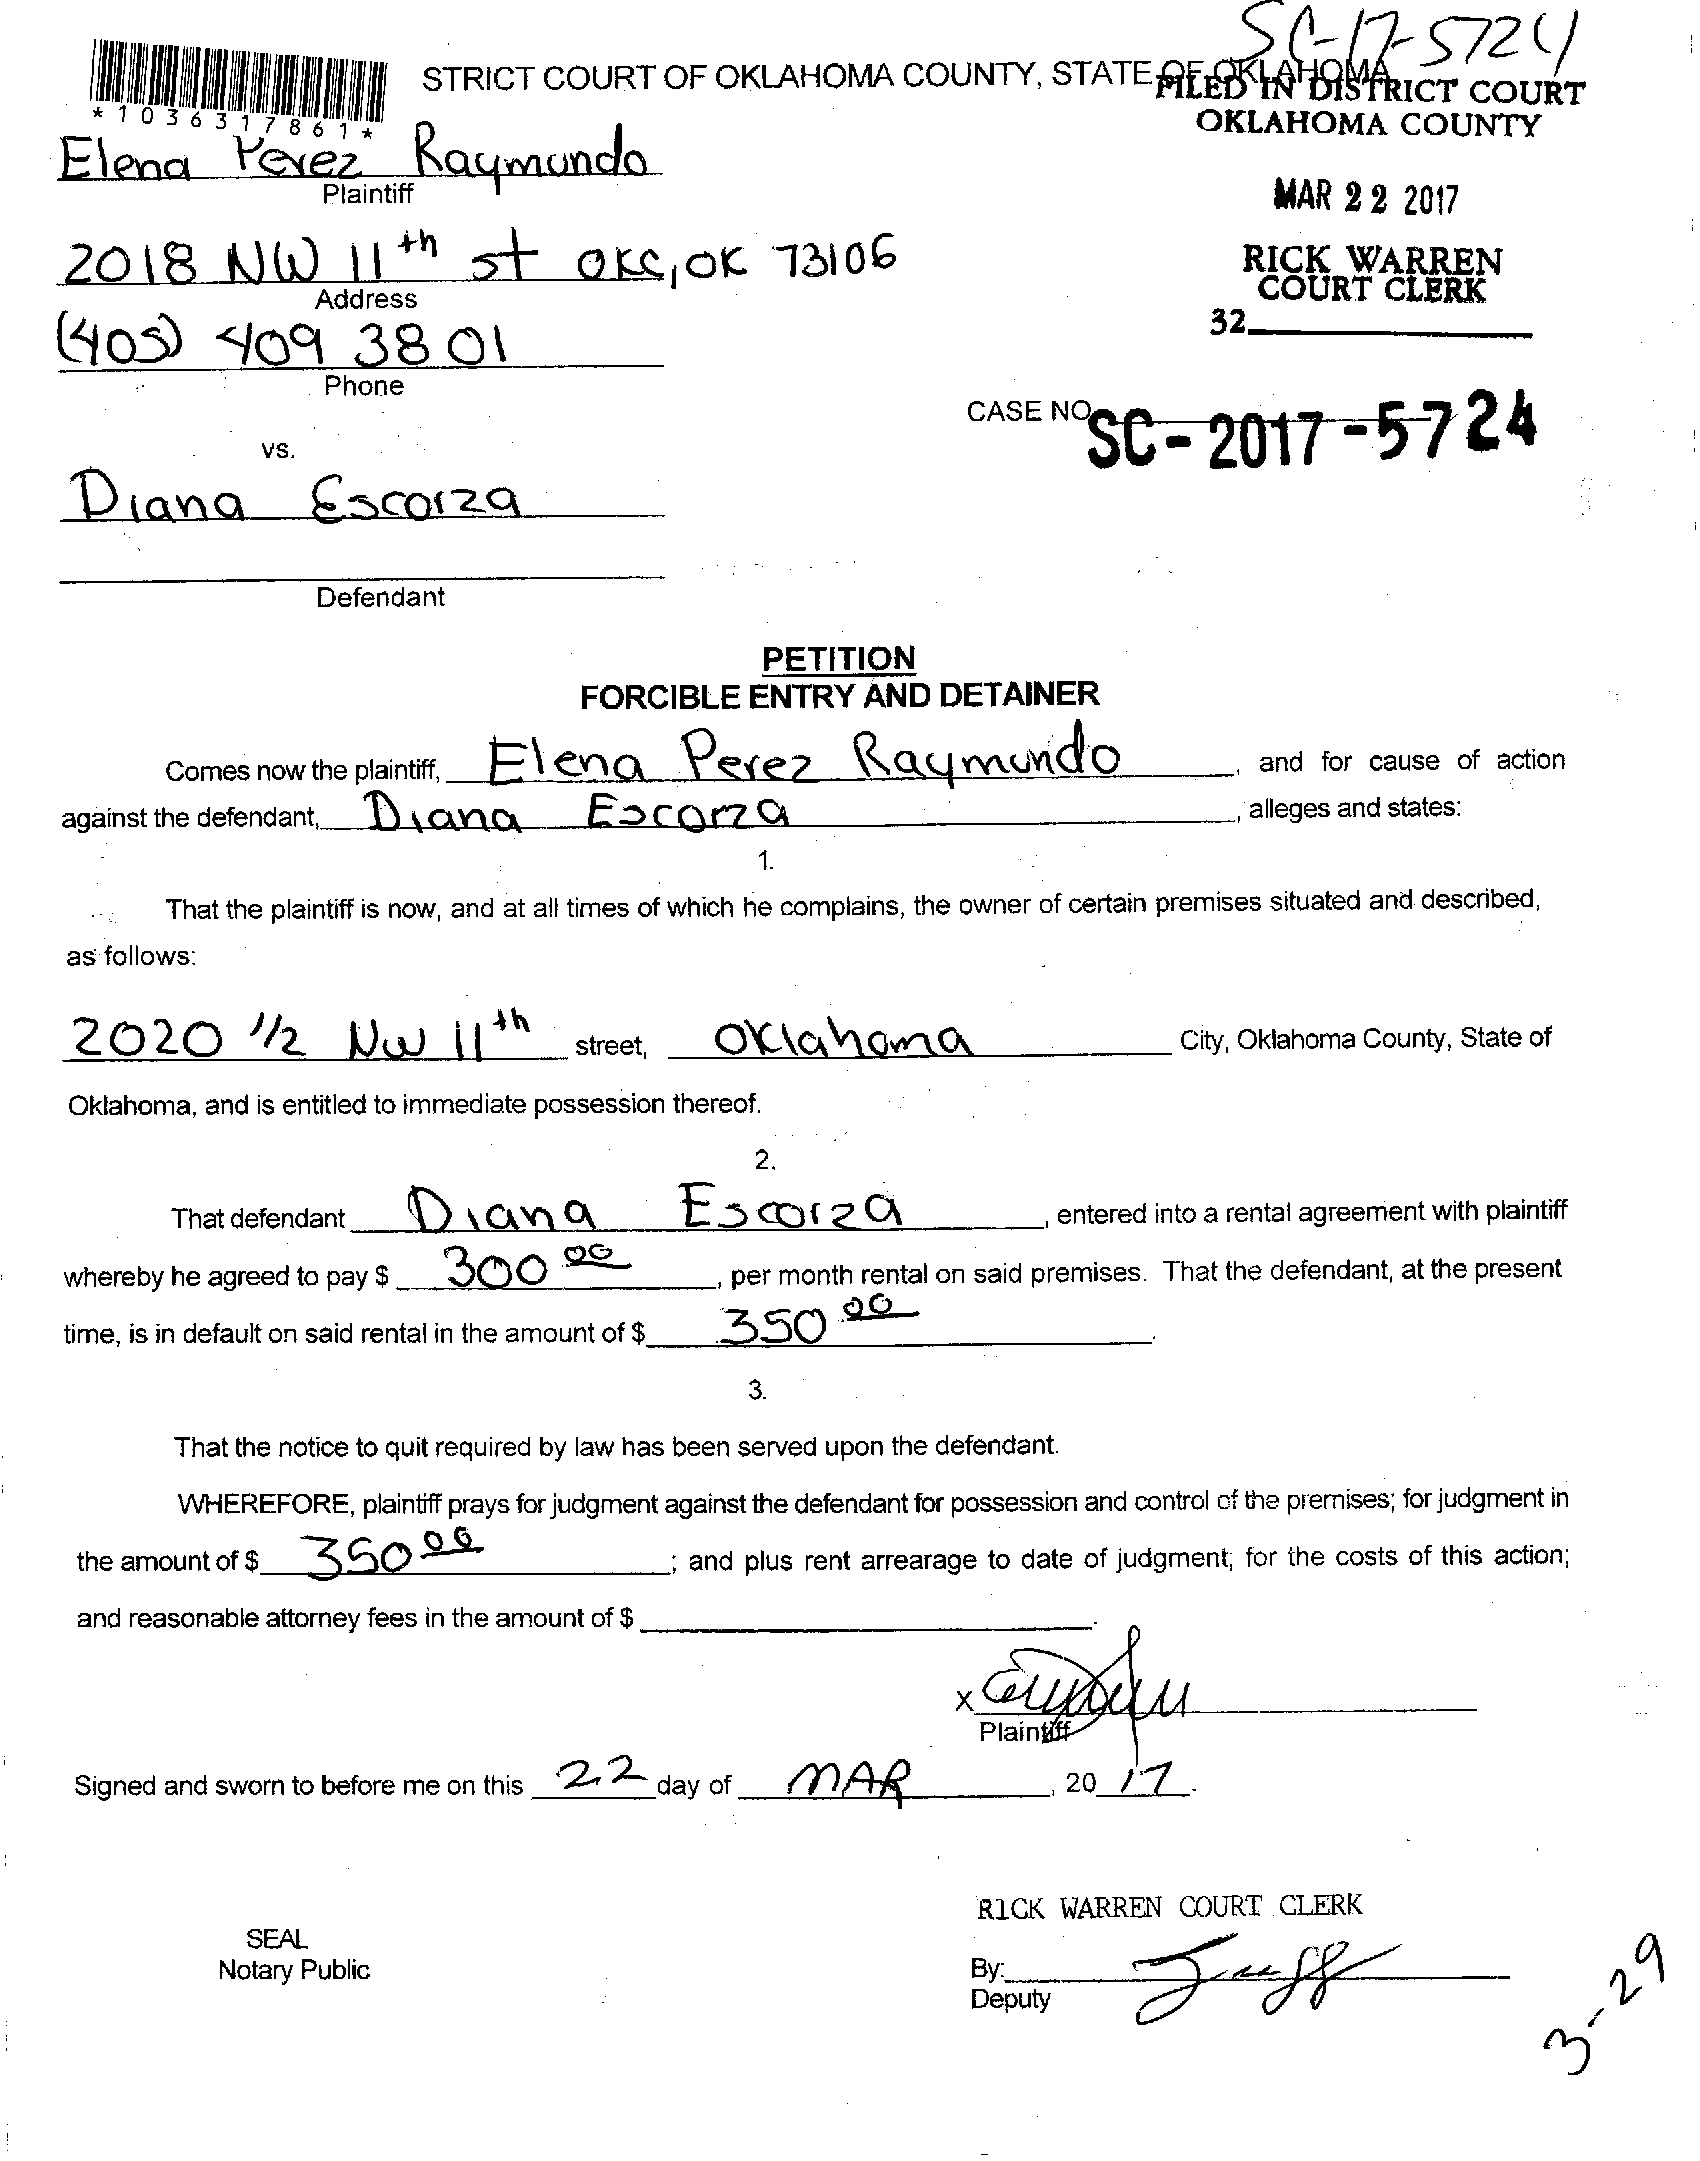 SC-17-5724
STRICT COURT OF OKLAHOMA COUNTY, STATE OF OKLAHOMA
FILED IN DISTRICT COURT
OKLAHOMA COUNTY
*1036317861*
Elena Perez Raymundo
Plaintiff
MAR 22 2017
2018 NW 11th st OKC, OK 73106
Address
RICK WARREN
COURT CLERK
32
(405) 409 3801
Phone
CASE NO. SC-2017-5724
vs.
Diana Escorza
Defendant
PETITION
FORCIBLE ENTRY AND DETAINER
Comes now the plaintiff, Elena Perez Raymundo, and for cause of action
against the defendant, Diana Escorza, alleges and states:
1.
That the plaintiff is now, and at all times of which he complains, the owner of certain premises situated and described,
as follows:
2020 1/2 NW 11th street, Oklahoma City, Oklahoma County, State of
Oklahoma, and is entitled to immediate possession thereof.
2.
That defendant Diana Escorza, entered into a rental agreement with plaintiff
whereby he agreed to pay $ 300 00, per month rental on said premises. That the defendant, at the present
time, is in default on said rental in the amount of $ 350 00.
3.
That the notice to quit required by law has been served upon the defendant.
WHEREFORE, plaintiff prays for judgment against the defendant for possession and control of the premises; for judgment in
the amount of $ 350 00; and plus rent arrearage to date of judgment; for the costs of this action;
and reasonable attorney fees in the amount of $
x
Plaintiff
Signed and sworn to before me on this 22 day of MAR, 20 17.
RICK WARREN COURT CLERK
SEAL
Notary Public
By:
Deputy
3-29